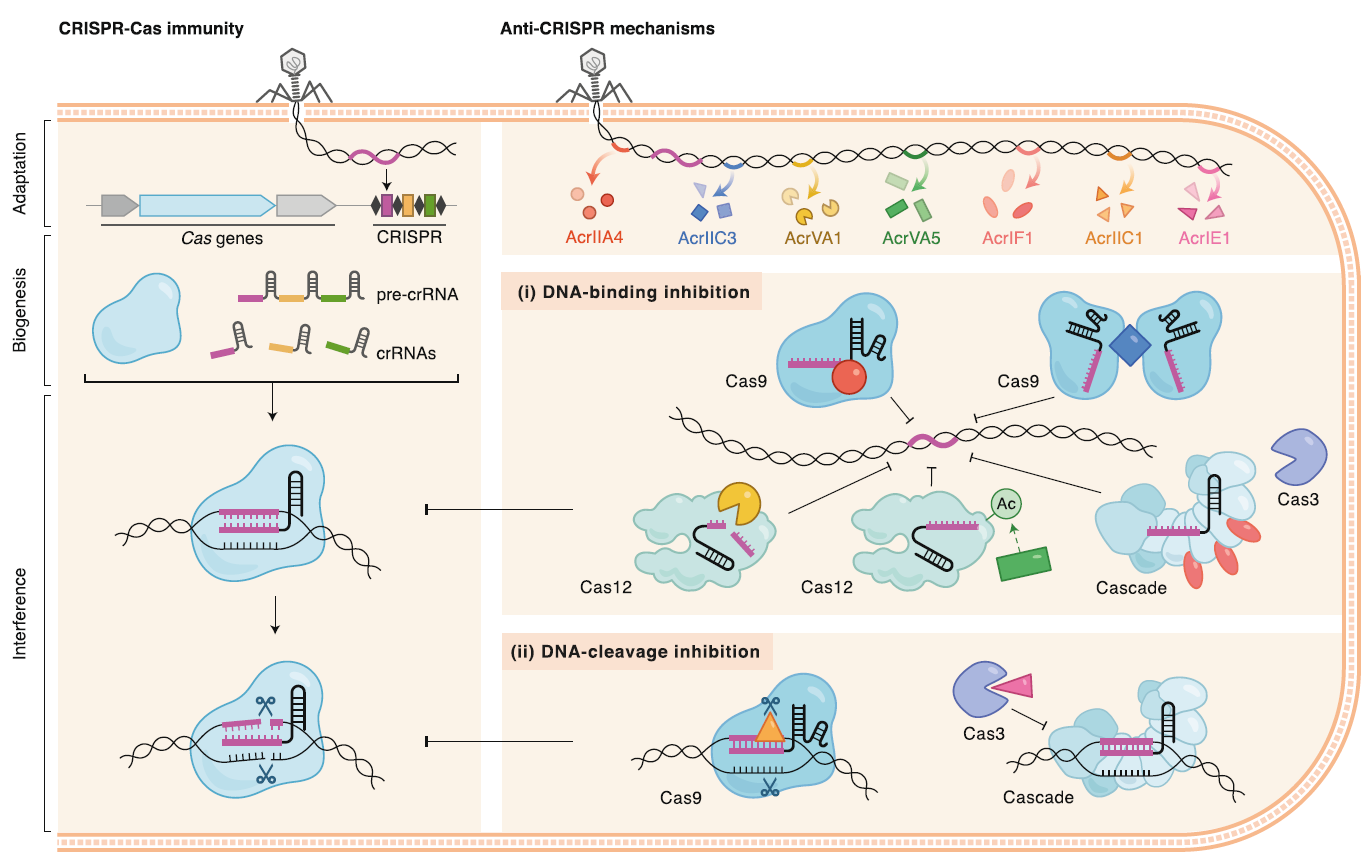 CRISPR-Cas immunity
Adaptation
Cas genes
CRISPR
Biogenesis
pre-crRNA
crRNAs
Interference
Anti-CRISPR mechanisms
AcrIIA4
AcrIIC3
AcrVA1
AcrVA5
AcrIF1
AcrIIC1
AcrIE1
(i) DNA-binding inhibition
Cas9
Cas9
Cas3
Ac
Cas12
Cas12
Cascade
(ii) DNA-cleavage inhibition
Cas3
Cas9
Cascade